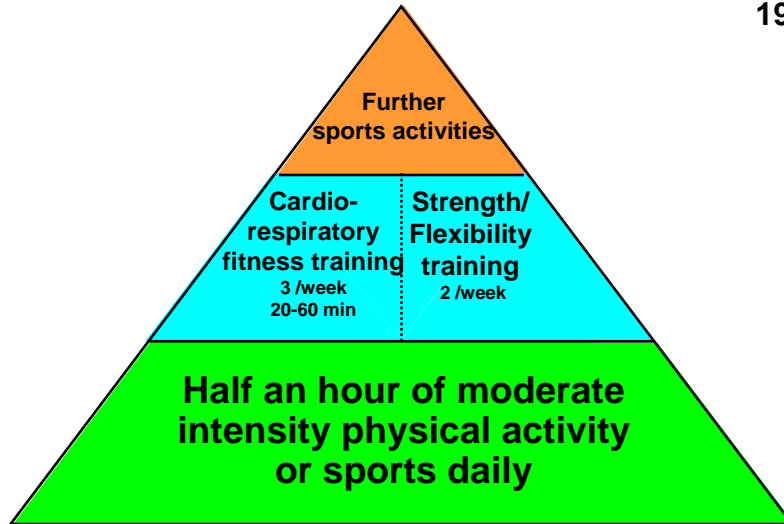 19
Further
sports activities
Cardio-
respiratory
fitness training
3 /week
20-60 min
Strength/
Flexibility
training
2 /week
Half an hour of moderate
intensity physical activity
or sports daily